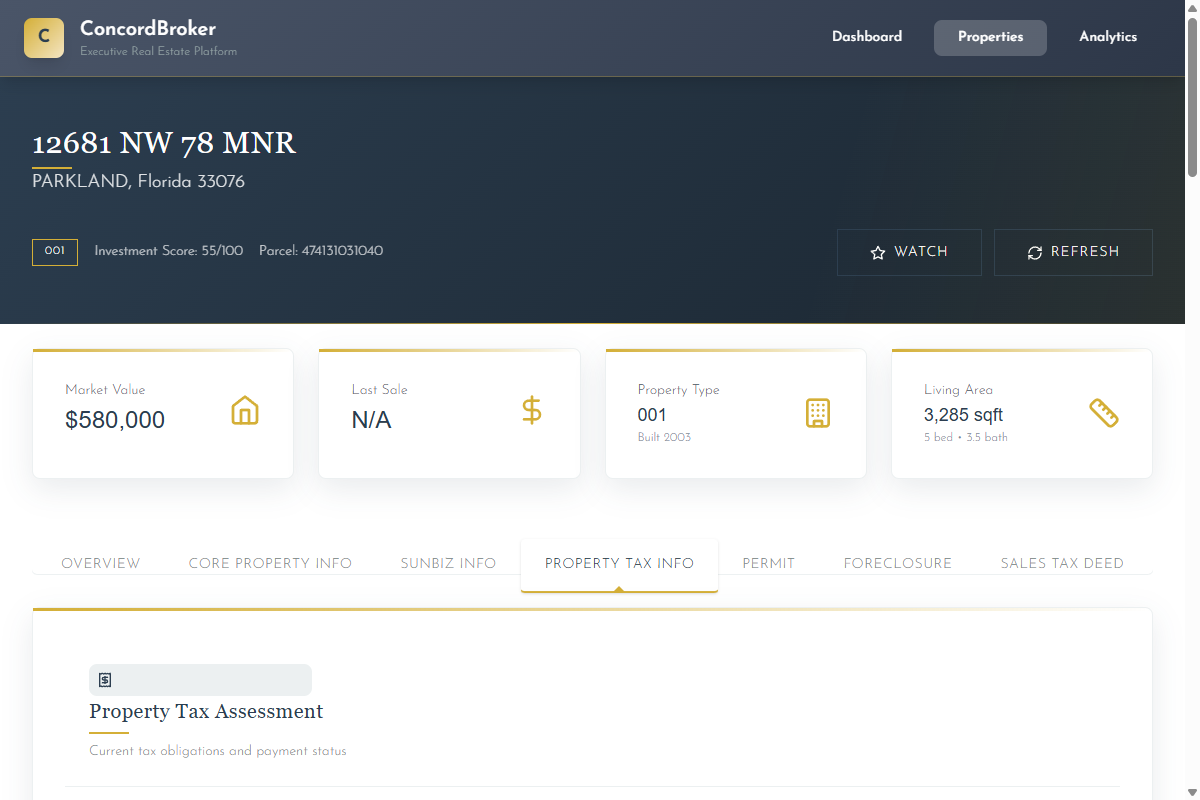 C
ConcordBroker
Executive Real Estate Platform
Dashboard
Properties
Analytics
12681 NW 78 MNR
PARKLAND, Florida 33076
001
Investment Score: 55/100
Parcel: 474131031040
WATCH
REFRESH
Market Value
$580,000
Last Sale
N/A
$
Property Type
001
Built 2003
Living Area
3,285 sqft
5 bed • 3.5 bath
OVERVIEW
CORE PROPERTY INFO
SUNBIZ INFO
PROPERTY TAX INFO
PERMIT
FORECLOSURE
SALES TAX DEED
$
Property Tax Assessment
Current tax obligations and payment status